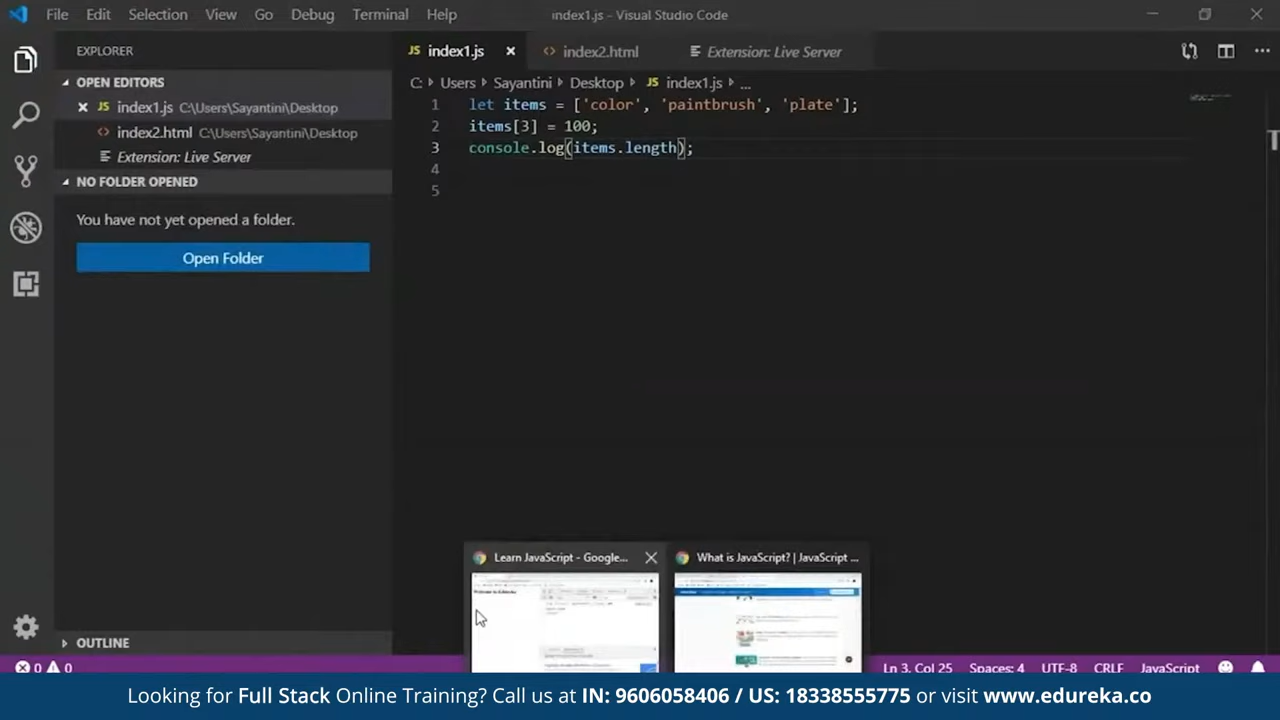 File Edit Selection View Go Debug Terminal Help index1.js - Visual Studio Code
EXPLORER
OPEN EDITORS
JS index1.js C:\Users\Sayantini\Desktop
<> index2.html C:\Users\Sayantini\Desktop
Extension: Live Server
NO FOLDER OPENED
You have not yet opened a folder.
Open Folder
OUTLINE
JS index1.js <> index2.html Extension: Live Server
C: > Users > Sayantini > Desktop > JS index1.js > ...
1 let items = ['color', 'paintbrush', 'plate'];
2 items[3] = 100;
3 console.log(items.length);
4
5
Learn JavaScript - Google...
What is JavaScript? | JavaScript ...
0 0 Ln 3, Col 25 Spaces: 4 UTF-8 CRLF JavaScript
Looking for Full Stack Online Training? Call us at IN: 9606058406 / US: 18338555775 or visit www.edureka.co